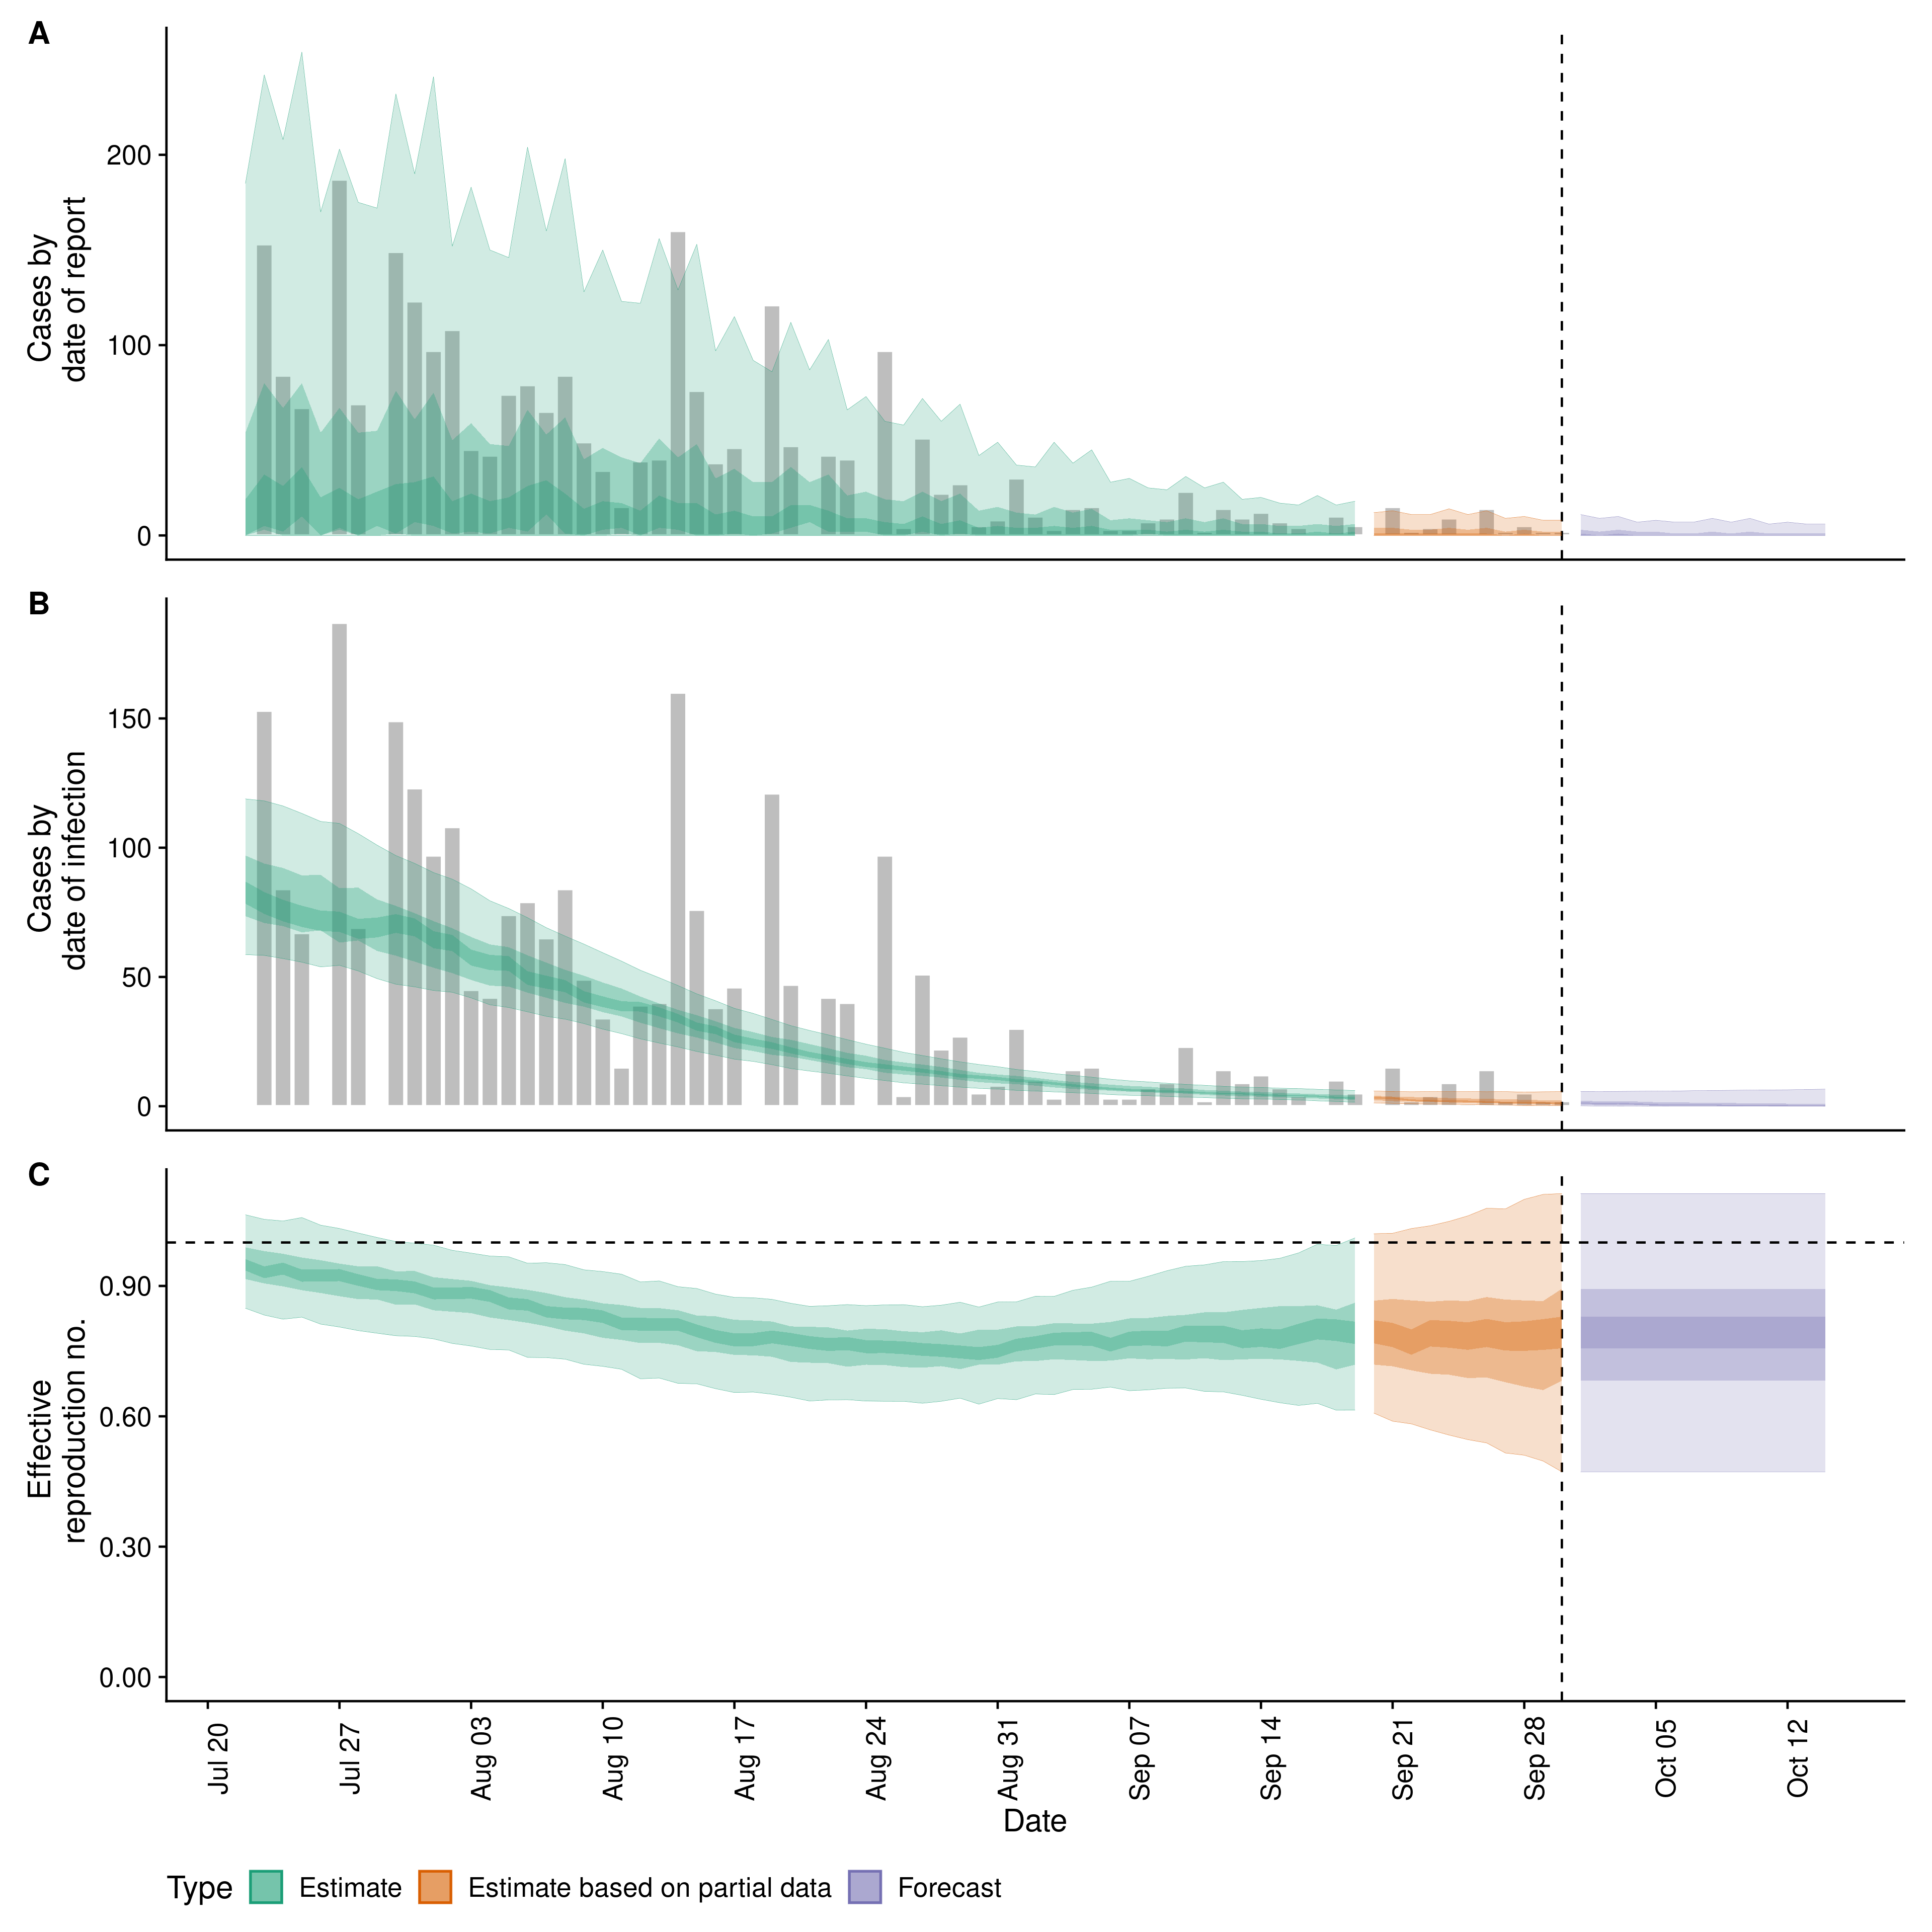 A
Cases by
date of report
200
100
0
B
Cases by
date of infection
150
100
50
0
C
Effective
reproduction no.
0.90
0.60
0.30
0.00
Jul 20
Jul 27
Aug 03
Aug 10
Aug 17
Aug 24
Aug 31
Sep 07
Sep 14
Sep 21
Sep 28
Oct 05
Oct 12
Date
Type Estimate Estimate based on partial data Forecast